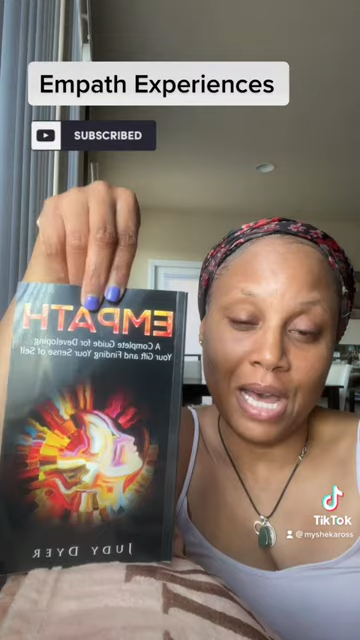 Empath Experiences
SUBSCRIBED
EMPATH
A Complete Guide for Developing
Your Gift and Finding Your Sense of Self
JUDY DYER
TikTok
@myshekaross